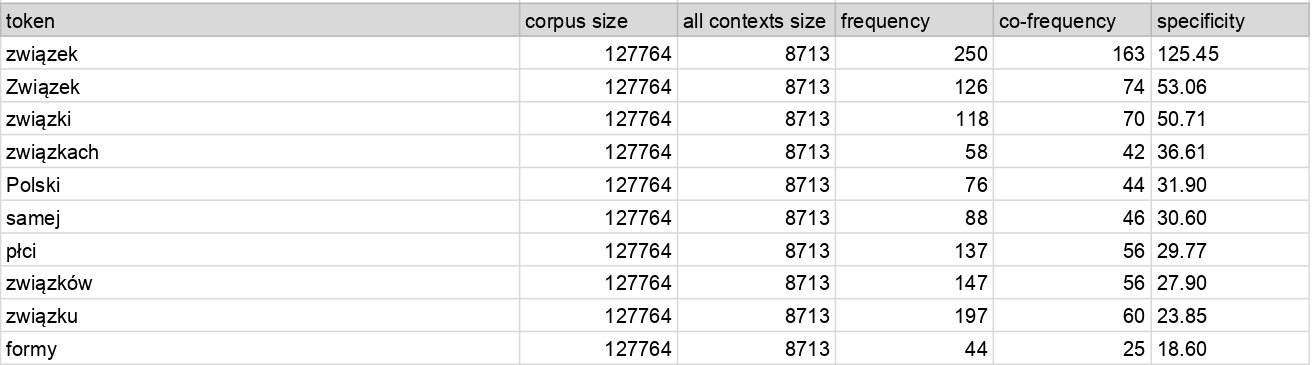 token corpus size all contexts size frequency co-frequency specificity
związek 127764 8713 250 163 125.45
Związek 127764 8713 126 74 53.06
związki 127764 8713 118 70 50.71
związkach 127764 8713 58 42 36.61
Polski 127764 8713 76 44 31.90
samej 127764 8713 88 46 30.60
płci 127764 8713 137 56 29.77
związków 127764 8713 147 56 27.90
związku 127764 8713 197 60 23.85
formy 127764 8713 44 25 18.60